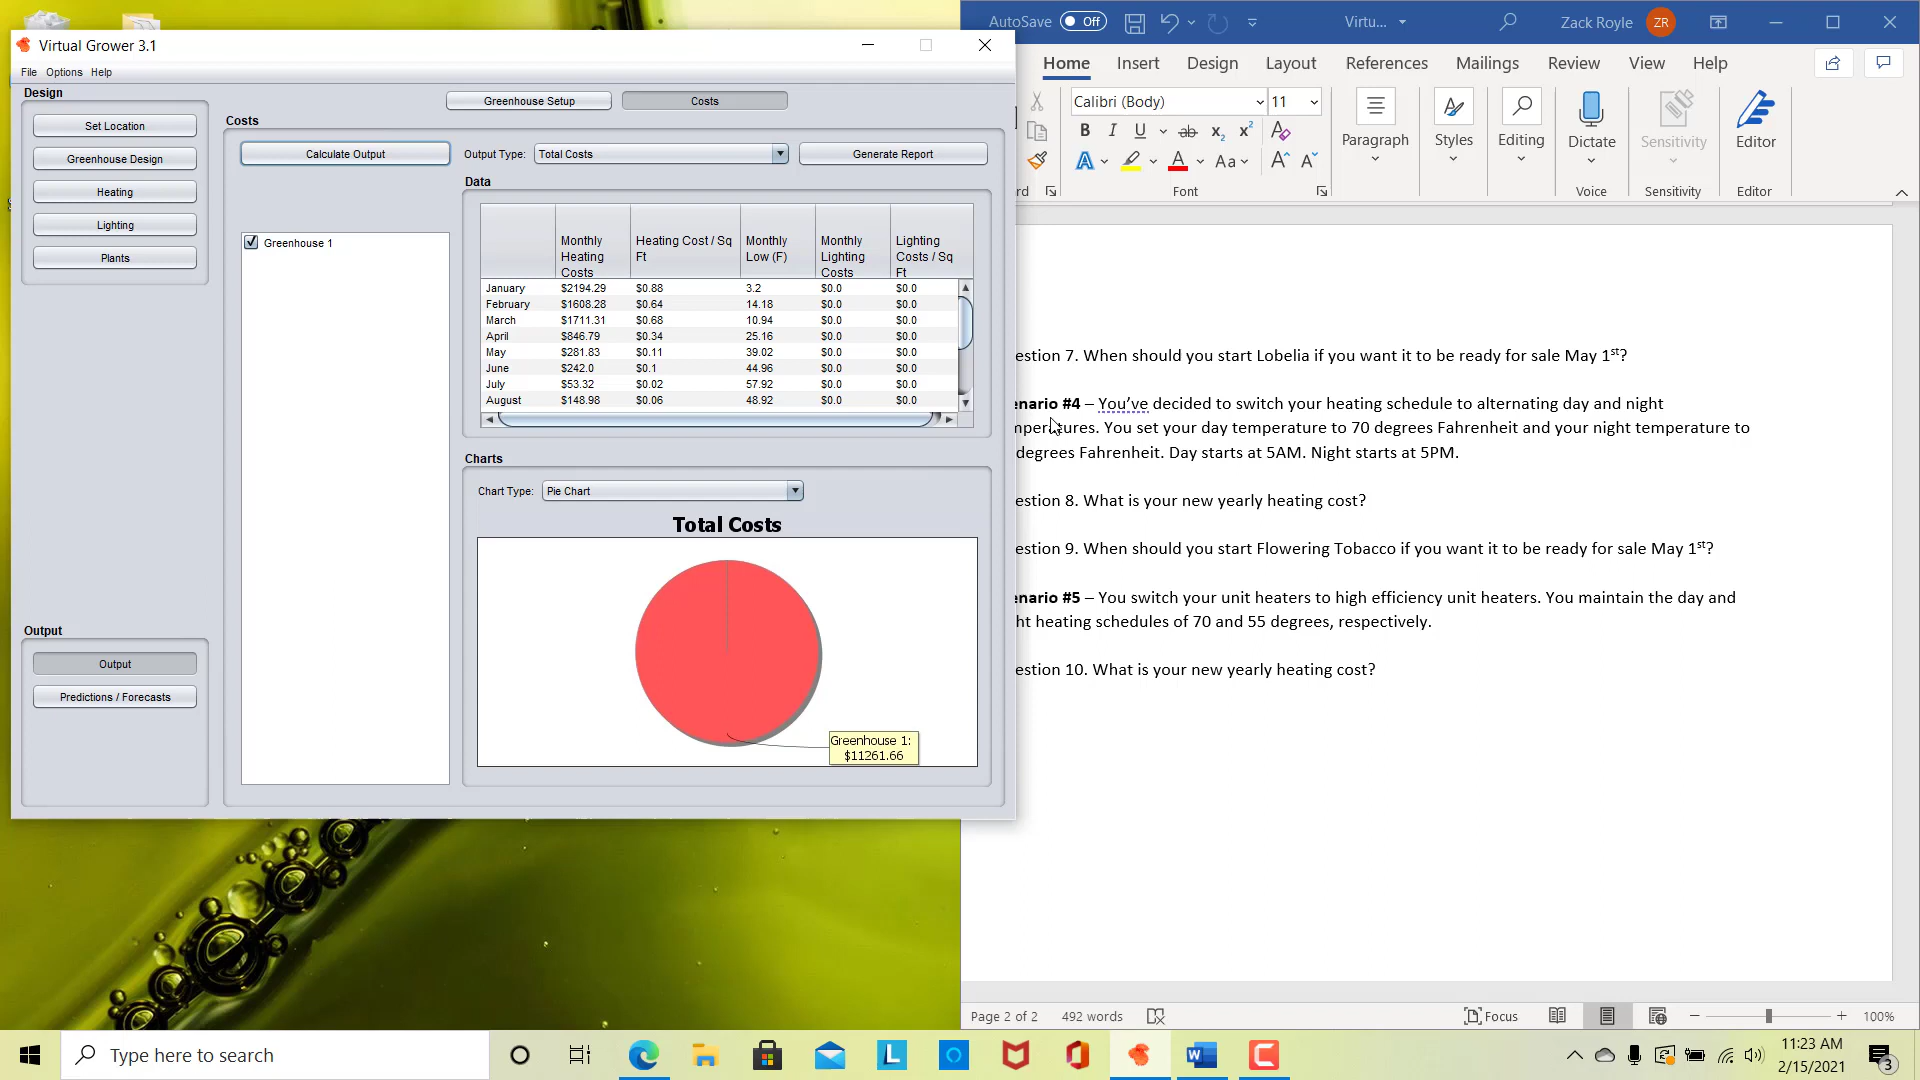 Virtual Grower 3.1
File Options Help
Design
Set Location
Greenhouse Design
Heating
Lighting
Plants
Output
Output
Predictions / Forecasts
Greenhouse Setup
Costs
Costs
Calculate Output
Output Type:
Total Costs
Generate Report
Greenhouse 1
Data
Monthly Heating Costs
Heating Cost / Sq Ft
Monthly Low (F)
Monthly Lighting Costs
Lighting Costs / Sq Ft
January $2194.29 $0.88 3.2 $0.0 $0.0
February $1608.28 $0.64 14.18 $0.0 $0.0
March $1711.31 $0.68 10.94 $0.0 $0.0
April $846.79 $0.34 25.16 $0.0 $0.0
May $281.83 $0.11 39.02 $0.0 $0.0
June $242.0 $0.1 44.96 $0.0 $0.0
July $53.32 $0.02 57.92 $0.0 $0.0
August $148.98 $0.06 48.92 $0.0 $0.0
Charts
Chart Type:
Pie Chart
Total Costs
Greenhouse 1:
$11261.66
AutoSave Off
Virtu...
Zack Royle ZR
Home Insert Design Layout References Mailings Review View Help
Calibri (Body) 11
B I U ab x₂ x²
A A Aa A A
Paragraph
Styles
Editing
Dictate
Sensitivity
Editor
rd Font Voice Sensitivity Editor
estion 7. When should you start Lobelia if you want it to be ready for sale May 1st?
enario #4 – You’ve decided to switch your heating schedule to alternating day and night
mperatures. You set your day temperature to 70 degrees Fahrenheit and your night temperature to
degrees Fahrenheit. Day starts at 5AM. Night starts at 5PM.
estion 8. What is your new yearly heating cost?
estion 9. When should you start Flowering Tobacco if you want it to be ready for sale May 1st?
enario #5 – You switch your unit heaters to high efficiency unit heaters. You maintain the day and
ht heating schedules of 70 and 55 degrees, respectively.
estion 10. What is your new yearly heating cost?
Page 2 of 2 492 words Focus 100%
Type here to search
11:23 AM
2/15/2021
3